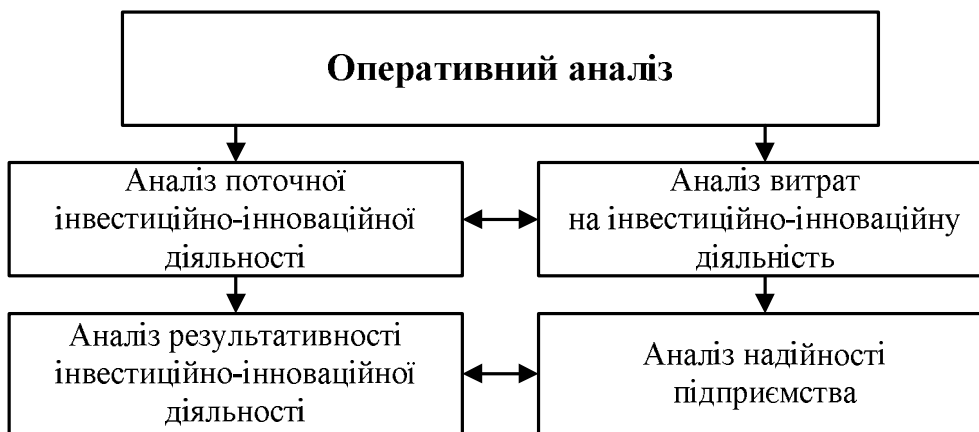 Оперативний аналіз
Аналіз поточної
інвестиційно-інноваційної
діяльності
Аналіз витрат
на інвестиційно-інноваційну
діяльність
Аналіз результативності
інвестиційно-інноваційної
діяльності
Аналіз надійності
підприємства